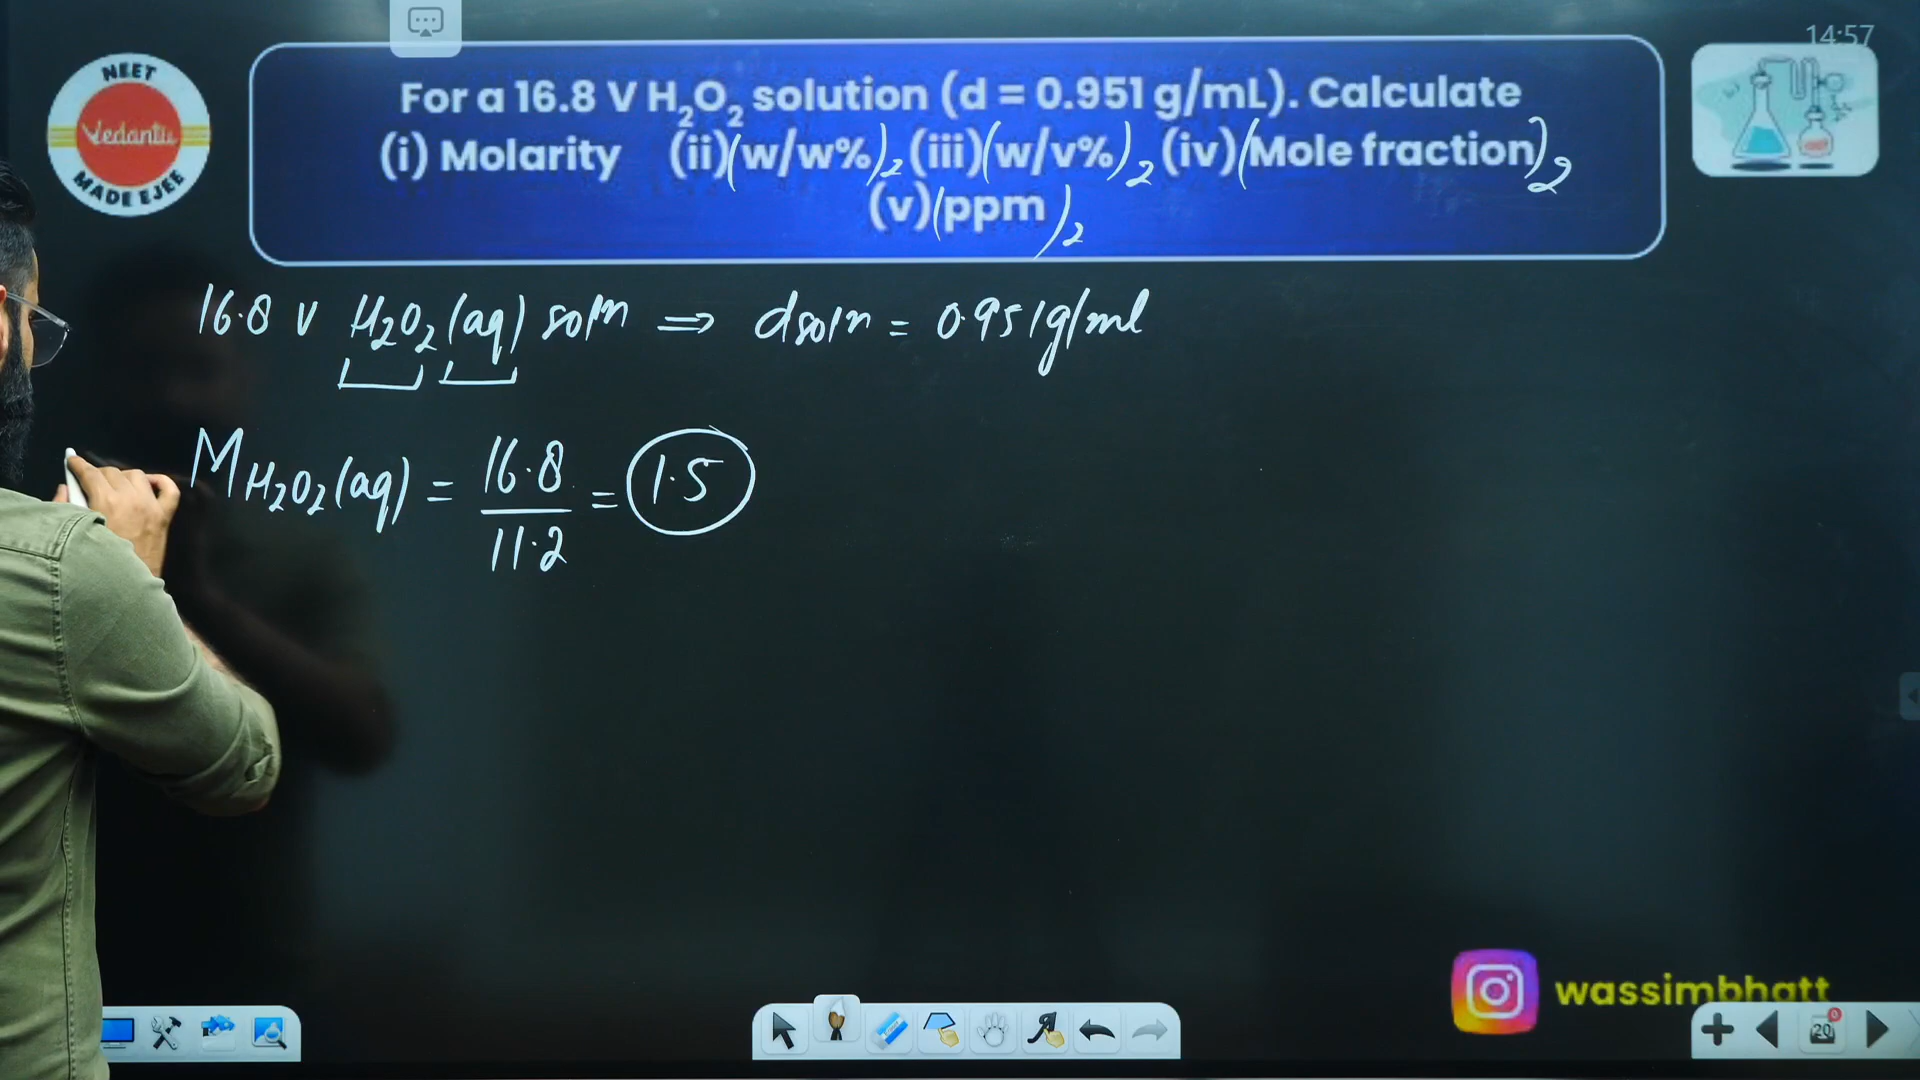 14:57
NEET
Vedantu
MADE EJEE
For a 16.8 V H₂O₂ solution (d = 0.951 g/mL). Calculate
(i) Molarity (ii)(w/w%)₂ (iii)(w/v%)₂ (iv)(Mole fraction)₂
(v)(ppm)₂
16.8 V H₂O₂(aq) soln ⇒ dsoln = 0.951g/ml
M H₂O₂(aq) = 16.8/11.2 = 1.5
wassimbhatt
20